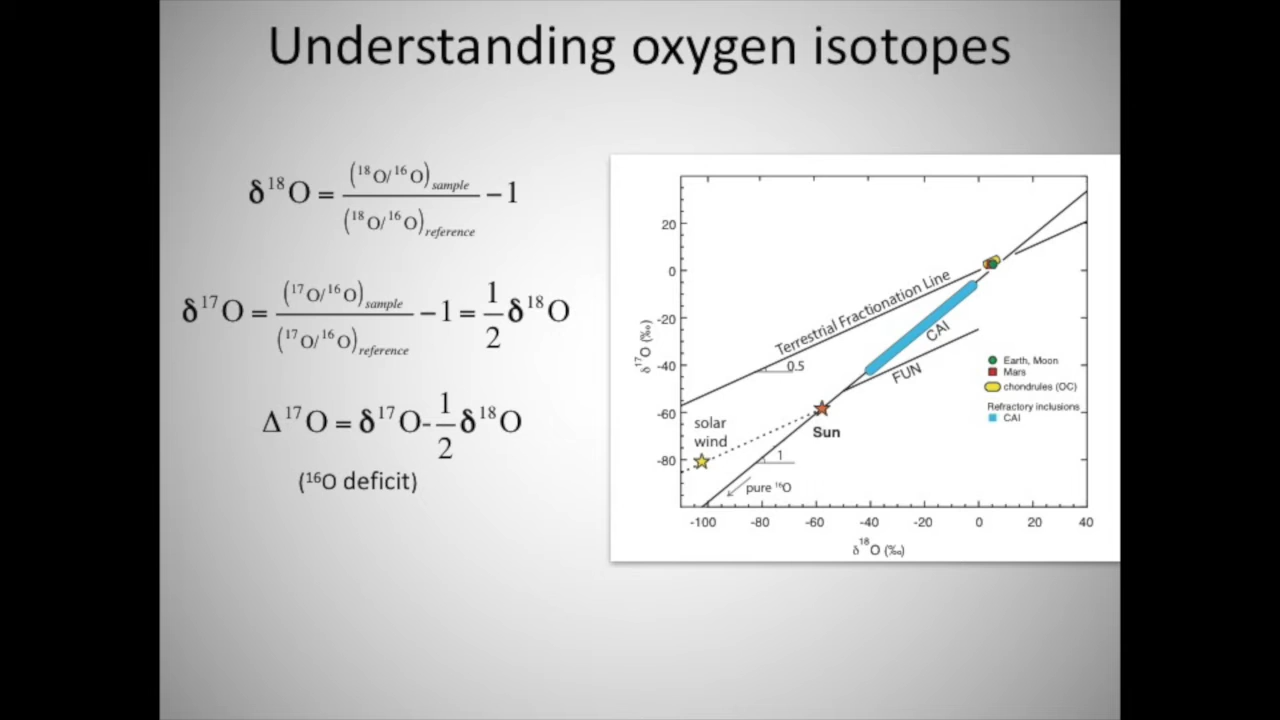 Understanding oxygen isotopes
δ¹⁸O = (¹⁸O/¹⁶O)sample / (¹⁸O/¹⁶O)reference − 1
δ¹⁷O = (¹⁷O/¹⁶O)sample / (¹⁷O/¹⁶O)reference − 1 = 1/2 δ¹⁸O
Δ¹⁷O = δ¹⁷O- 1/2 δ¹⁸O
(¹⁶O deficit)
δ¹⁷O (‰)
20
0
-20
-40
-60
-80
Terrestrial Fractionation Line
0.5
CAI
FUN
solar
wind
Sun
1
pure ¹⁶O
Earth, Moon
Mars
chondrules (OC)
Refractory inclusions
CAI
-100 -80 -60 -40 -20 0 20 40
δ¹⁸O (‰)